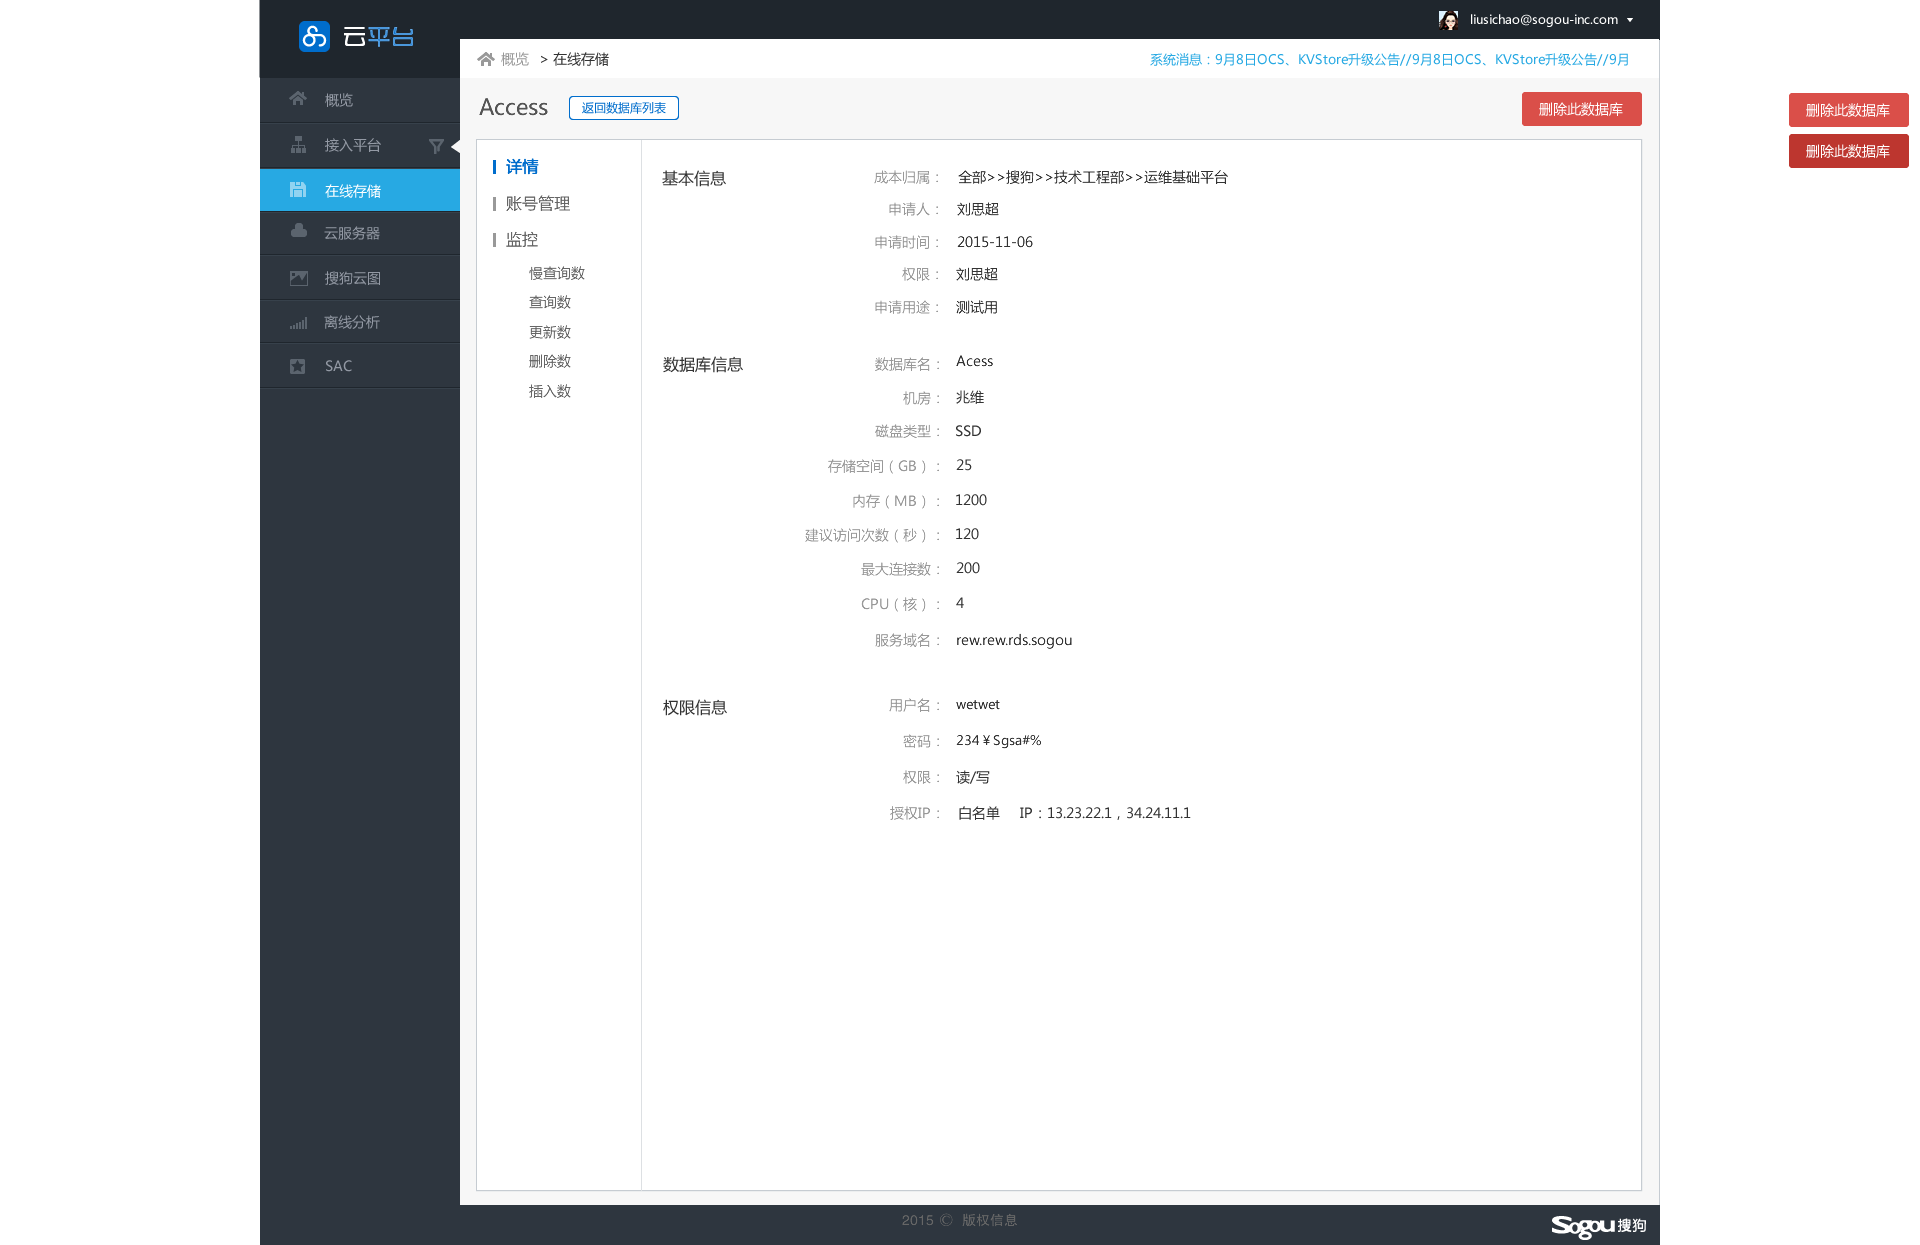 云平台
liusichao@sogou-inc.com
概览 > 在线存储
系统消息：9月8日OCS、KVStore升级公告//9月8日OCS、KVStore升级公告//9月
概览
接入平台
在线存储
云服务器
搜狗云图
离线分析
SAC
Access
返回数据库列表
删除此数据库
删除此数据库
删除此数据库
详情
账号管理
监控
慢查询数
查询数
更新数
删除数
插入数
基本信息
成本归属： 全部>>搜狗>>技术工程部>>运维基础平台
申请人： 刘思超
申请时间： 2015-11-06
权限： 刘思超
申请用途： 测试用
数据库信息
数据库名： Acess
机房： 兆维
磁盘类型： SSD
存储空间（GB）： 25
内存（MB）： 1200
建议访问次数（秒）： 120
最大连接数： 200
CPU（核）： 4
服务域名： rew.rew.rds.sogou
权限信息
用户名： wetwet
密码： 234￥Sgsa#%
权限： 读/写
授权IP： 白名单 IP：13.23.22.1，34.24.11.1
2015 © 版权信息
Sogou搜狗